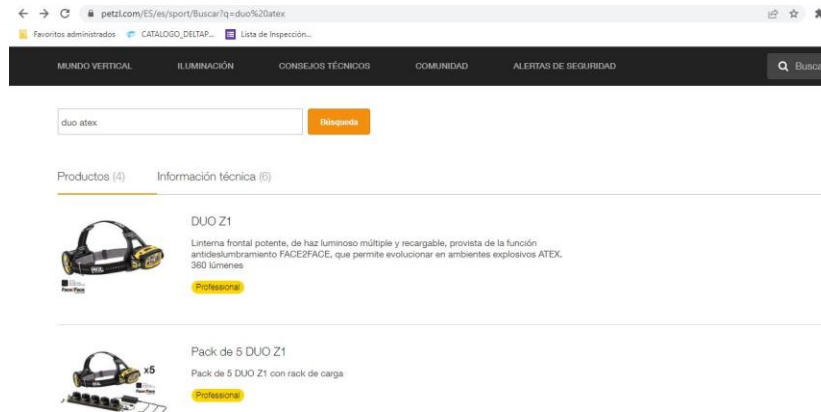 petzl.com/ES/es/sport/Buscar?q=duo%20atex
Favoritos administrados CATALOGO_DELTAP... Lista de Inspección...
MUNDO VERTICAL ILUMINACIÓN CONSEJOS TÉCNICOS COMUNIDAD ALERTAS DE SEGURIDAD Busca
duo atex Búsqueda
Productos (4) Información técnica (6)
DUO Z1
Linterna frontal potente, de haz luminoso múltiple y recargable, provista de la función
antideslumbramiento FACE2FACE, que permite evolucionar en ambientes explosivos ATEX.
360 lúmenes
Face2Face
Professional
Pack de 5 DUO Z1
x5
Pack de 5 DUO Z1 con rack de carga
Face2Face
Professional